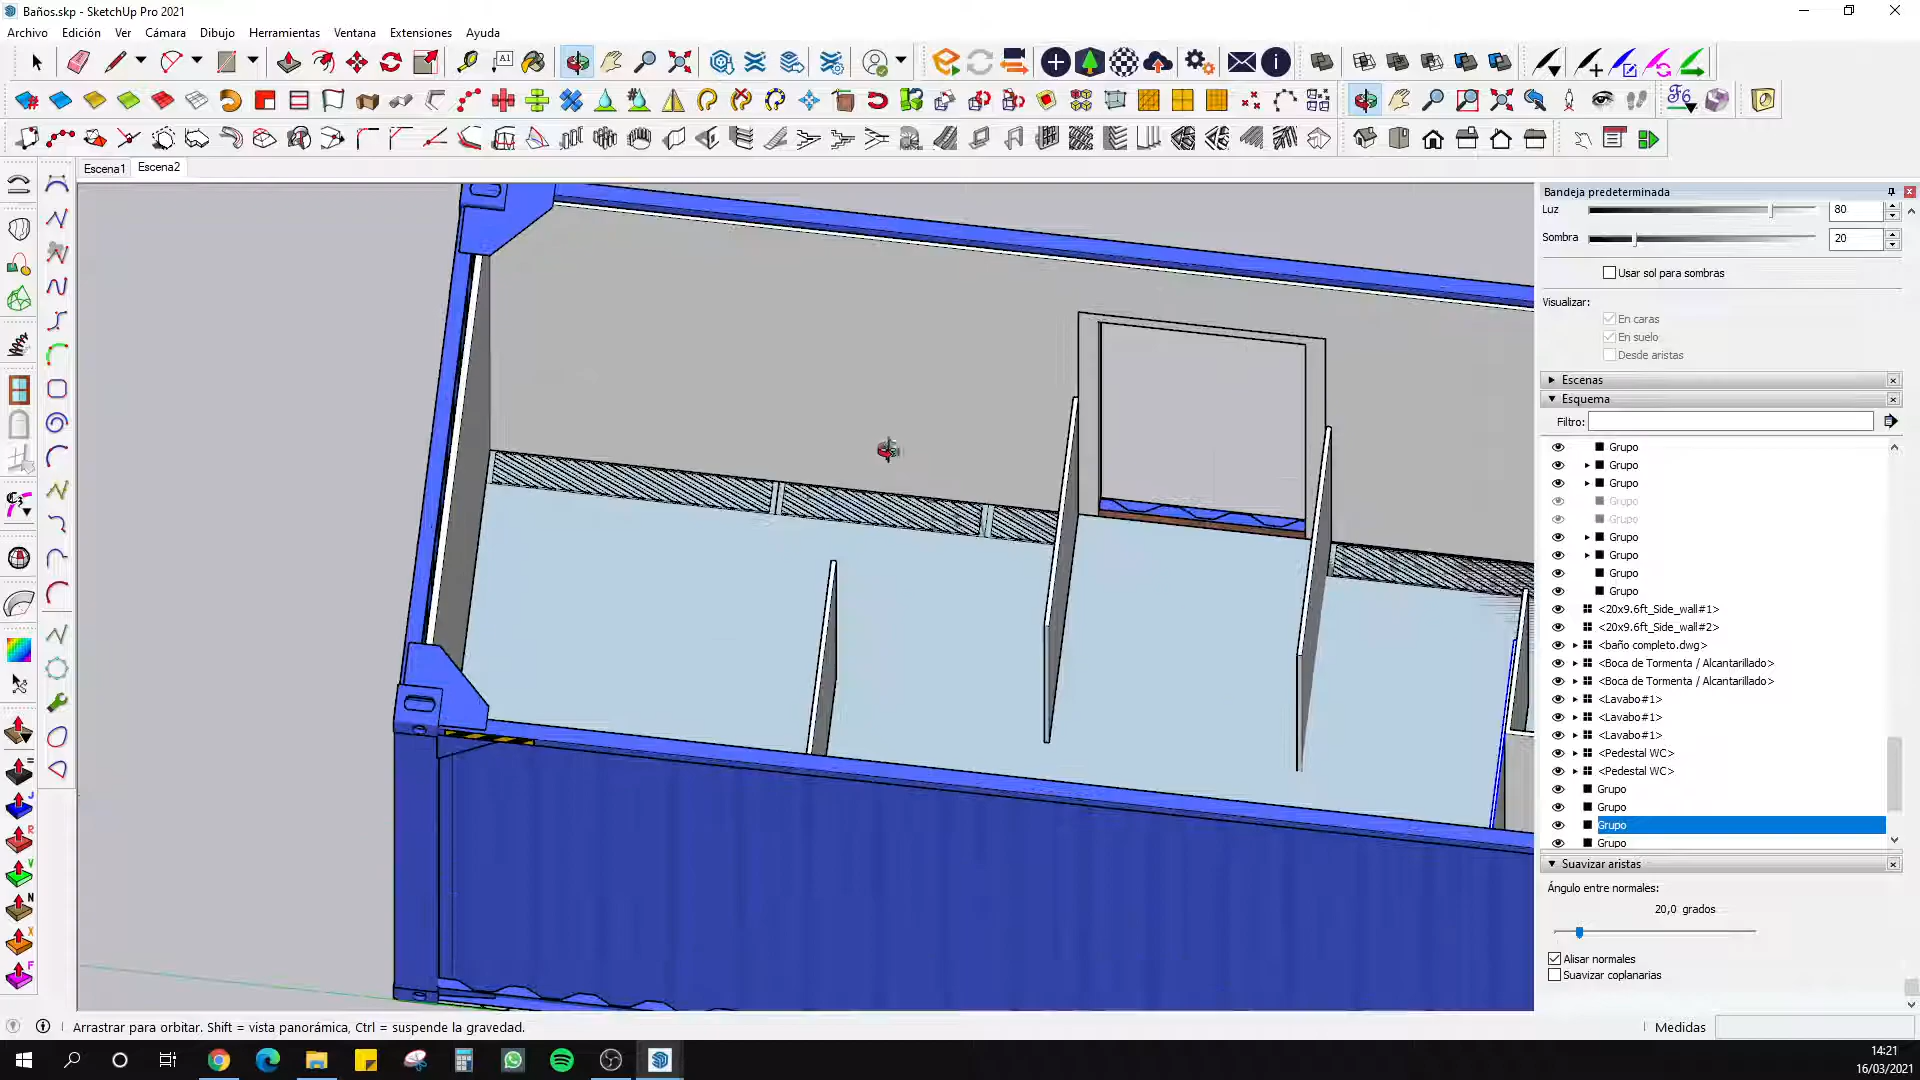 Baños.skp - SketchUp Pro 2021
Archivo Edición Ver Cámara Dibujo Herramientas Ventana Extensiones Ayuda
Escena1 Escena2
Bandeja predeterminada
Luz 80
Sombra 20
Usar sol para sombras
Visualizar:
En caras
En suelo
Desde aristas
Escenas
Esquema
Filtro:
Grupo
Grupo
Grupo
Grupo
Grupo
Grupo
Grupo
Grupo
Grupo
<20x9.6ft_Side_wall#1>
<20x9.6ft_Side_wall#2>
<baño completo.dwg>
<Boca de Tormenta / Alcantarillado>
<Boca de Tormenta / Alcantarillado>
<Lavabo#1>
<Lavabo#1>
<Lavabo#1>
<Pedestal WC>
<Pedestal WC>
Grupo
Grupo
Grupo
Grupo
Suavizar aristas
Ángulo entre normales:
20,0 grados
Alisar normales
Suavizar coplanarias
Arrastrar para orbitar. Shift = vista panorámica, Ctrl = suspende la gravedad.
Medidas
14:21
16/03/2021